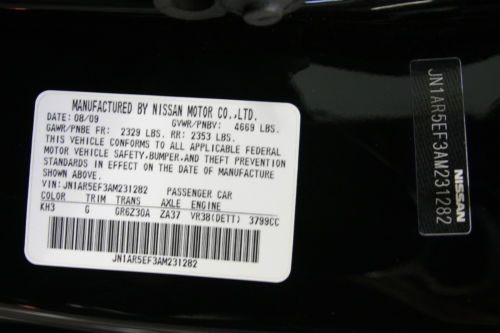 MANUFACTURED BY NISSAN MOTOR CO.,LTD.
DATE: 08/09 GVWR/PNBV: 4669 LBS.
GAWR/PNBE FR: 2329 LBS. RR: 2353 LBS.
THIS VEHICLE CONFORMS TO ALL APPLICABLE FEDERAL
MOTOR VEHICLE SAFETY,BUMPER,AND THEFT PREVENTION
STANDARDS IN EFFECT ON THE DATE OF MANUFACTURE
SHOWN ABOVE.
VIN:JN1AR5EF3AM231282 PASSENGER CAR
COLOR TRIM TRANS AXLE ENGINE
KH3 G GR6Z30A ZA37 VR38(DETT) 3799CC
JN1AR5EF3AM231282
JN1AR5EF3AM231282
NISSAN